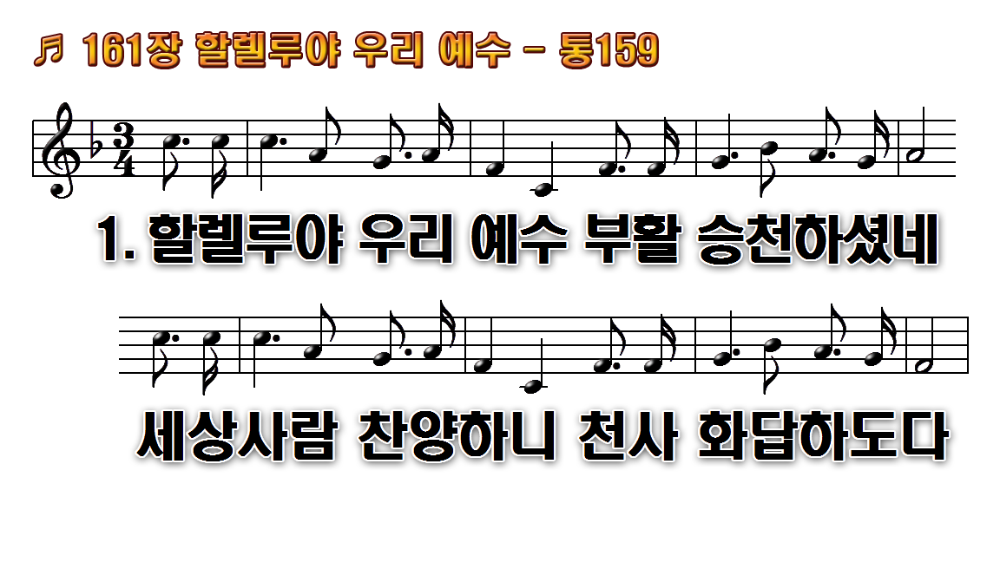 ♬ 161장 할렐루야 우리 예수 - 통159
1. 할렐루야 우리 예수 부활 승천하셨네
세상사람 찬양하니 천사 화답하도다